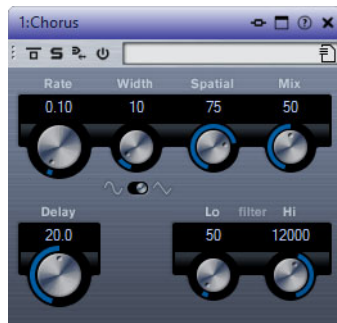 1:Chorus
Rate Width Spatial Mix
0.10 10 75 50
Delay Lo filter Hi
20.0 50 12000